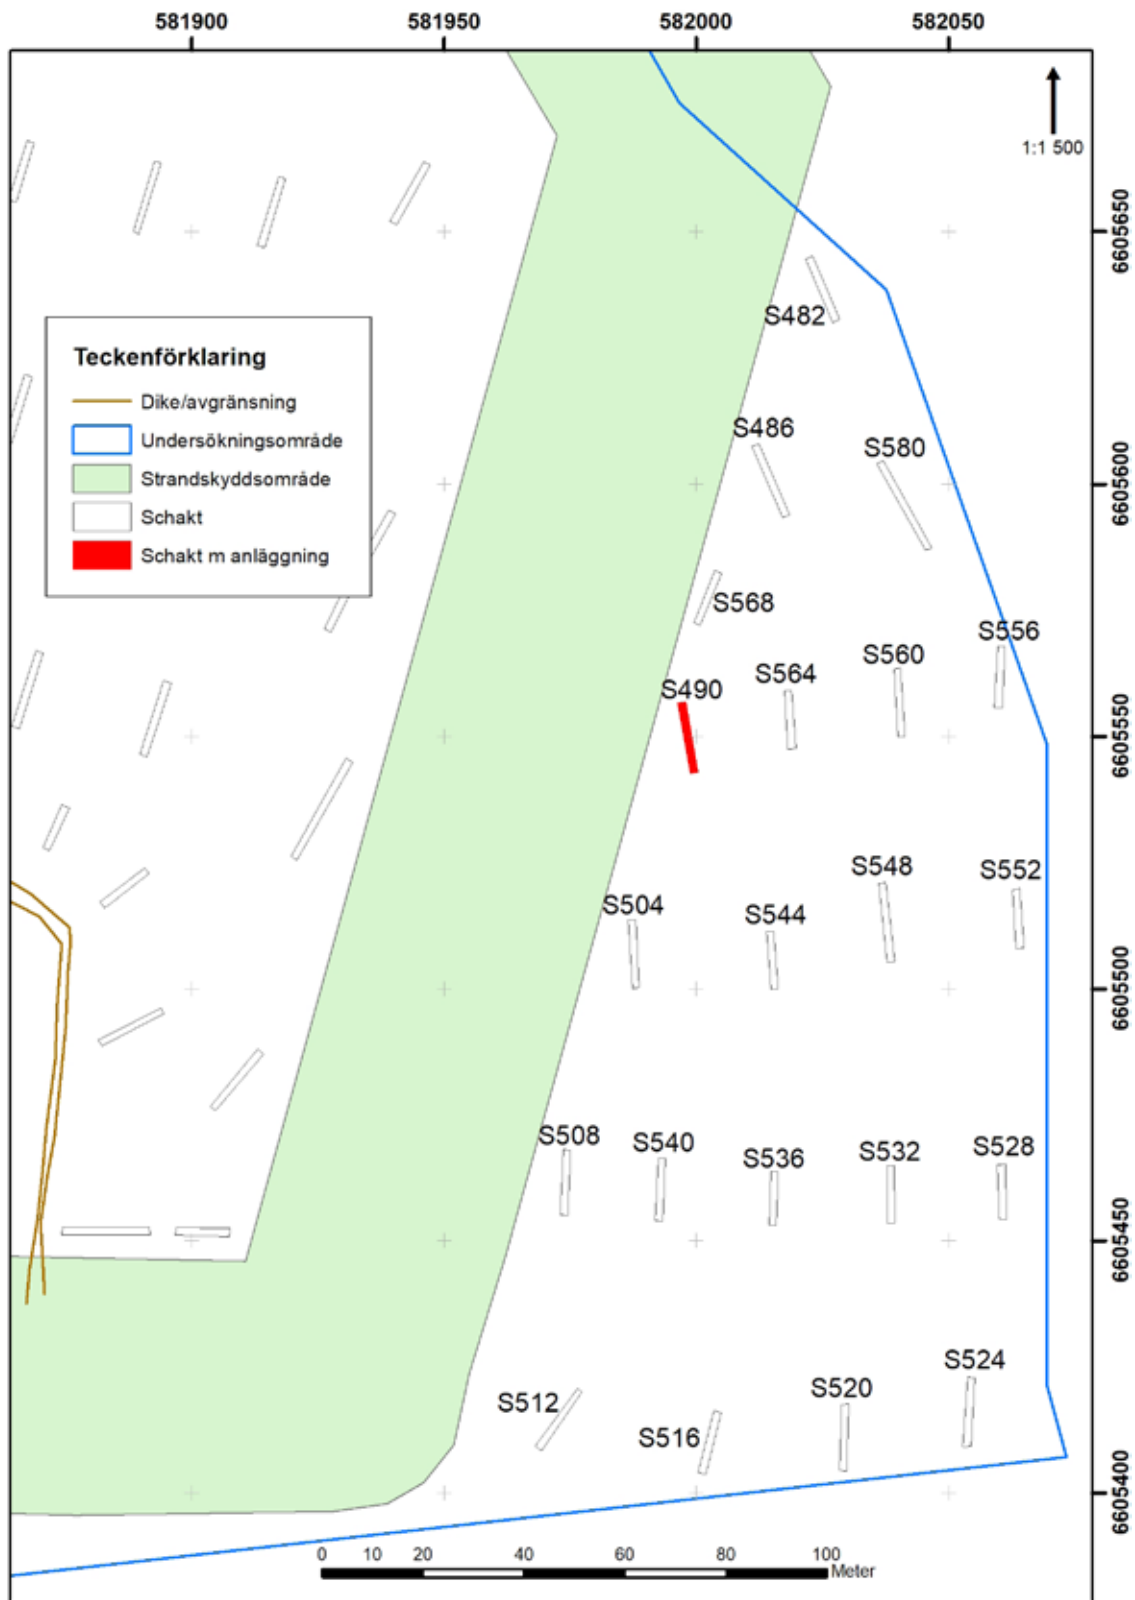 581900 581950 582000 582050
1:1 500
6605650
S482
Teckenförklaring
Dike/avgränsning
Undersökningsområde
Strandskyddsområde
Schakt
Schakt m anläggning
S486
S580
6605600
S568
S556
S560
S564
S490
6605550
S548
S552
S504
S544
6605500
S508
S540
S536
S532
S528
6605450
S524
S520
S512
S516
6605400
0 10 20 40 60 80 100
Meter